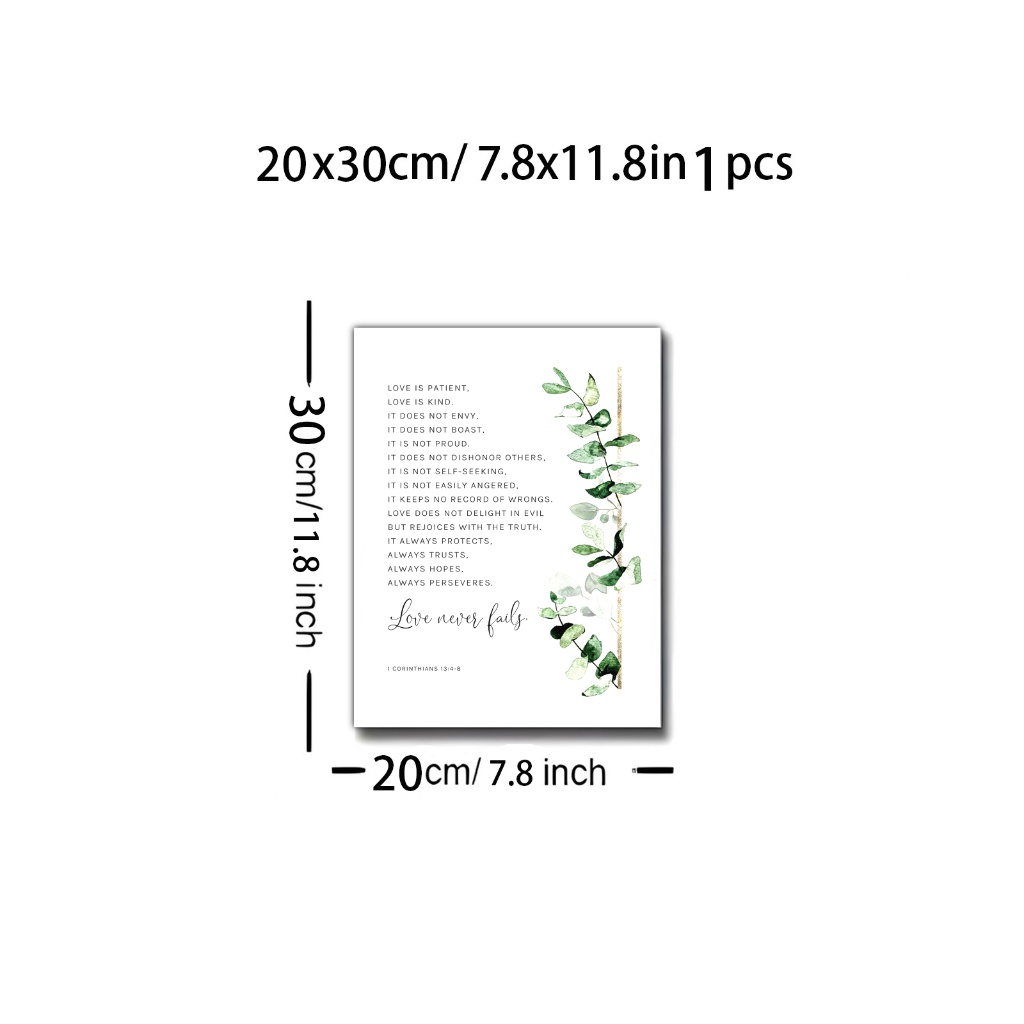 20x30cm/ 7.8x11.8in 1 pcs
30cm/11.8 inch
LOVE IS PATIENT,
LOVE IS KIND.
IT DOES NOT ENVY,
IT DOES NOT BOAST,
IT IS NOT PROUD.
IT DOES NOT DISHONOR OTHERS,
IT IS NOT SELF-SEEKING,
IT IS NOT EASILY ANGERED,
IT KEEPS NO RECORD OF WRONGS.
LOVE DOES NOT DELIGHT IN EVIL
BUT REJOICES WITH THE TRUTH.
IT ALWAYS PROTECTS,
ALWAYS TRUSTS,
ALWAYS HOPES,
ALWAYS PERSEVERES.
Love never fails.
1 CORINTHIANS 13:4-8
20cm/ 7.8 inch